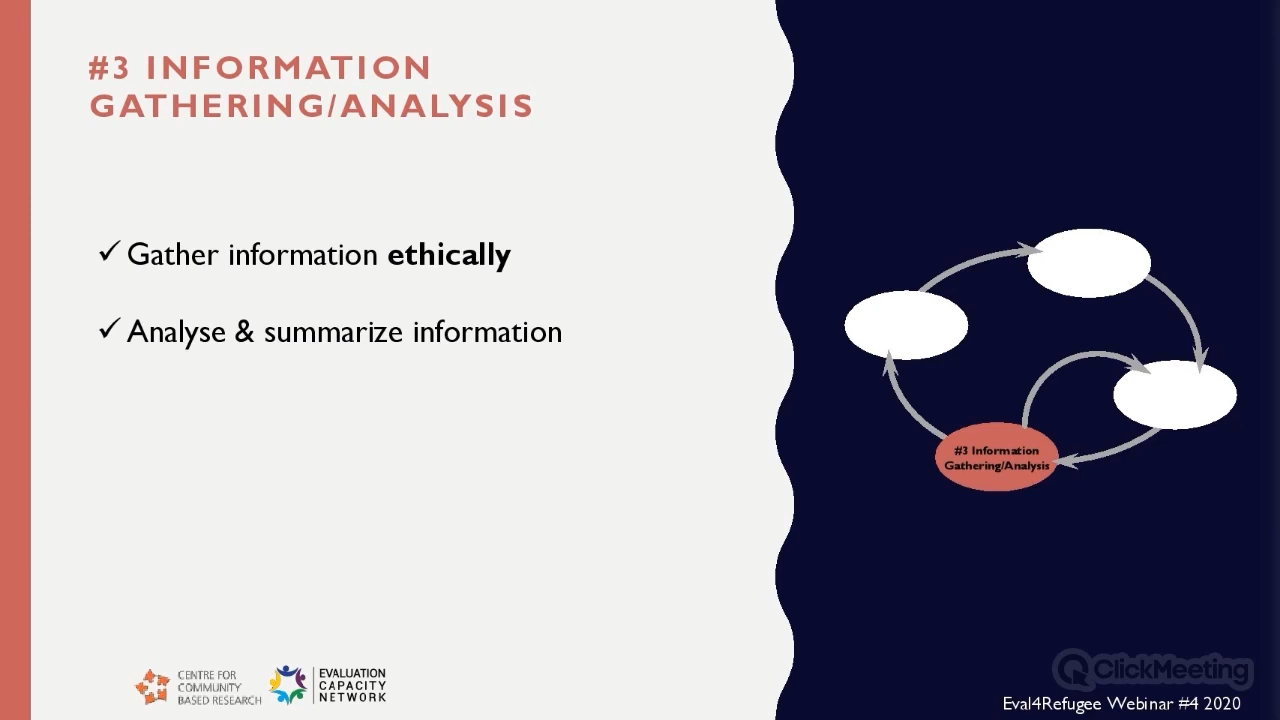 #3 INFORMATION
GATHERING/ANALYSIS
✓ Gather information ethically
✓ Analyse & summarize information
#3 Information
Gathering/Analysis
CENTRE FOR
COMMUNITY
BASED RESEARCH
EVALUATION
CAPACITY
NETWORK
ClickMeeting
Eval4Refugee Webinar #4 2020